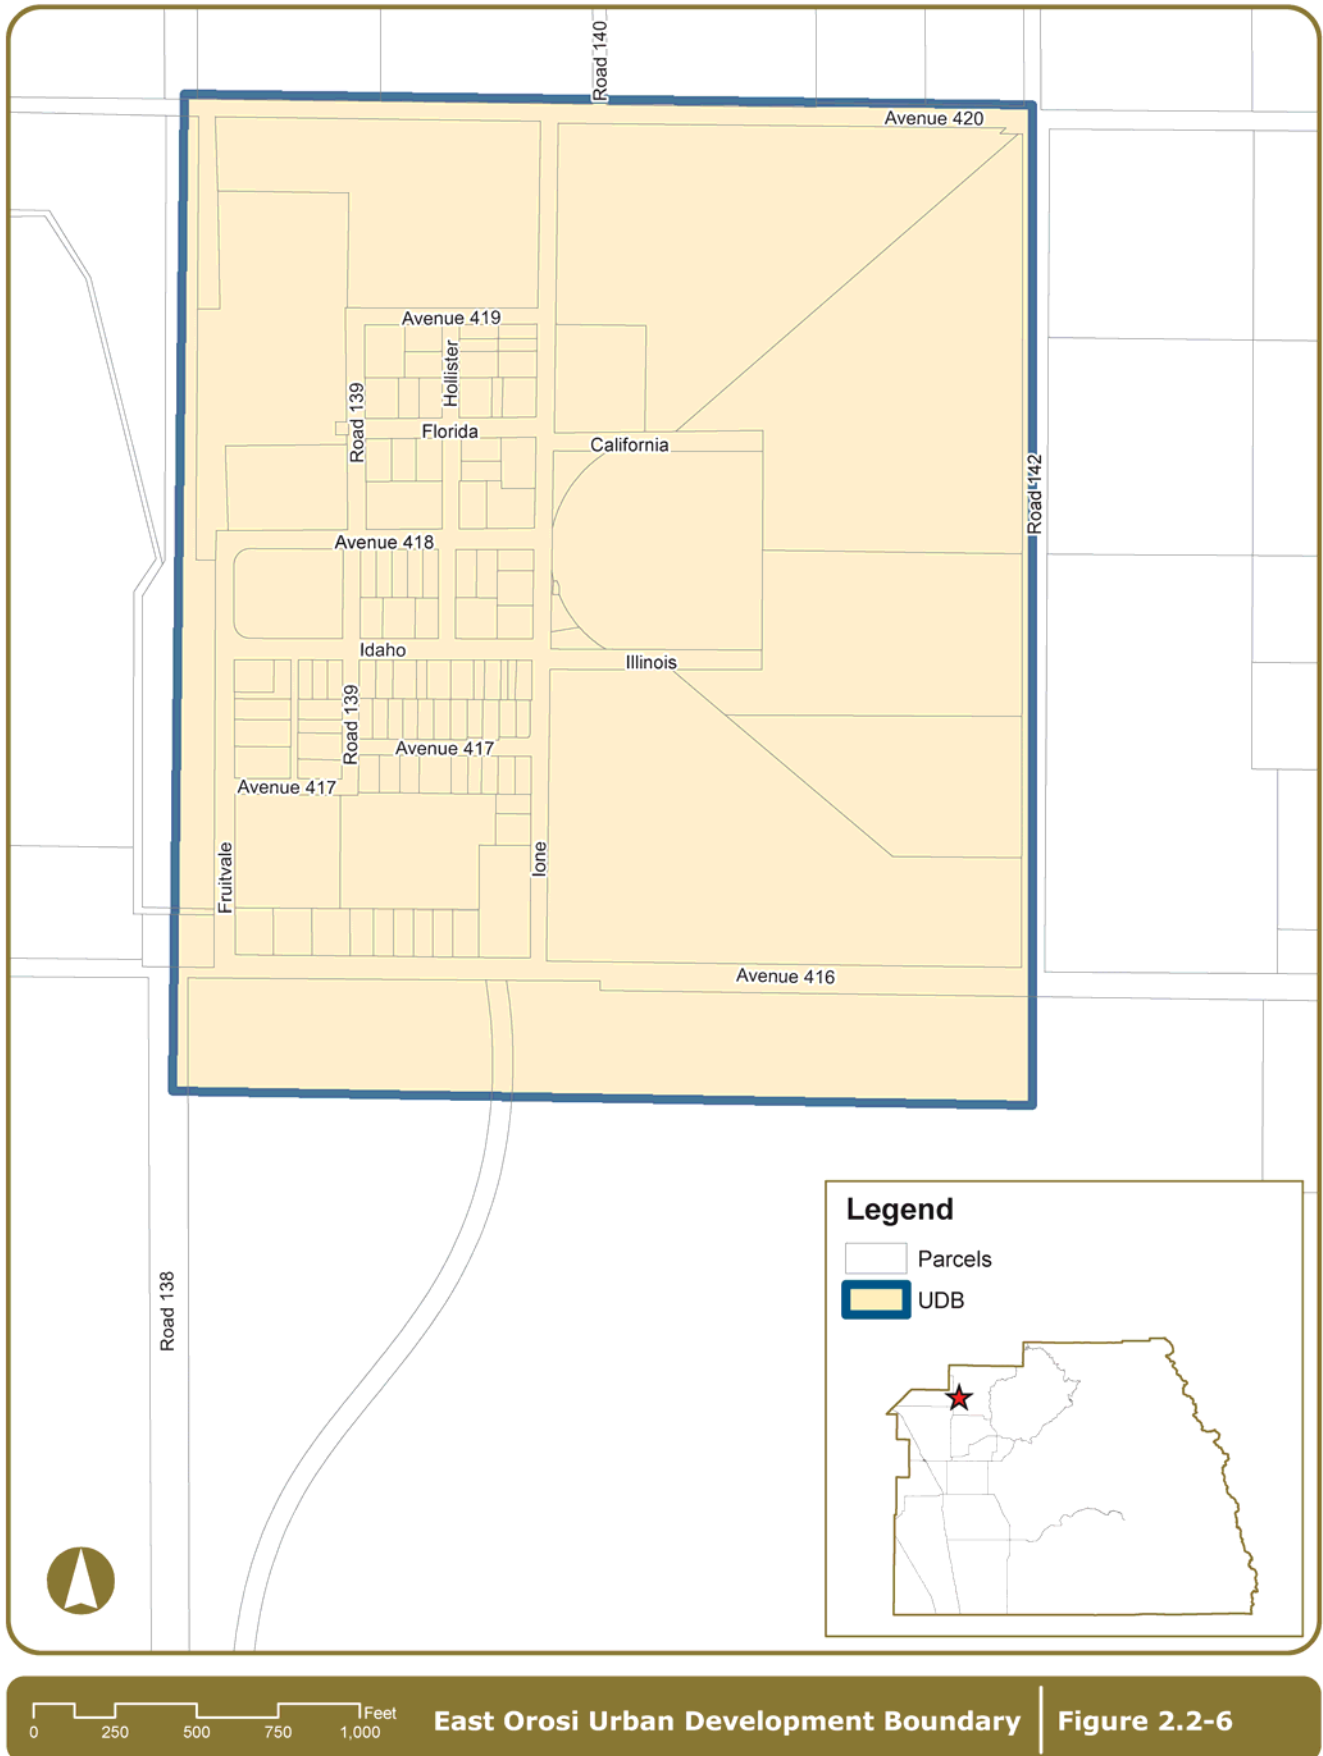 Road 140
Avenue 420
Avenue 419
Hollister
Road 139
Florida
California
Road 142
Avenue 418
Idaho
Illinois
Road 139
Avenue 417
Avenue 417
Fruitvale
Ione
Avenue 416
Road 138
Legend
Parcels
UDB
0 250 500 750 1,000 Feet
East Orosi Urban Development Boundary
Figure 2.2-6